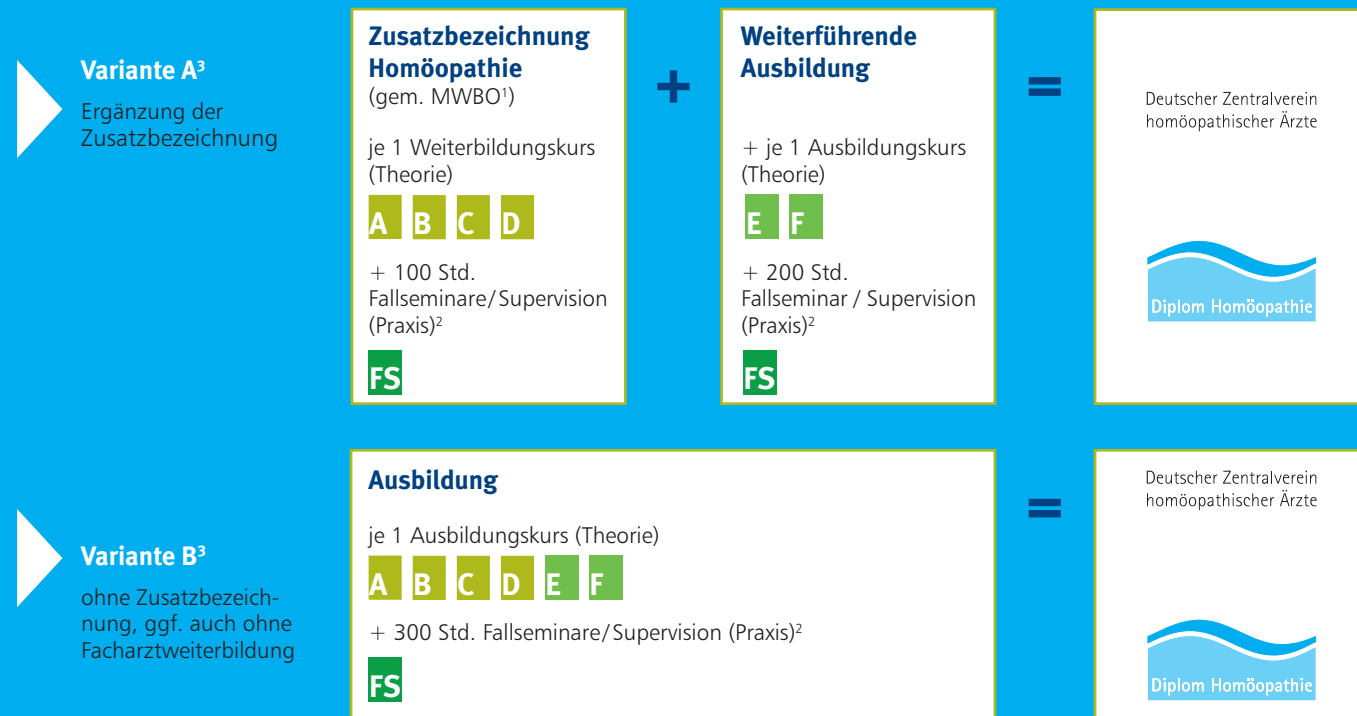 Variante A³
Ergänzung der
Zusatzbezeichnung
Zusatzbezeichnung
Homöopathie
(gem. MWBO¹)
je 1 Weiterbildungskurs
(Theorie)
A B C D
+ 100 Std.
Fallseminare/Supervision
(Praxis)²
FS
+
Weiterführende
Ausbildung
+ je 1 Ausbildungskurs
(Theorie)
E F
+ 200 Std.
Fallseminar / Supervision
(Praxis)²
FS
=
Deutscher Zentralverein
homöopathischer Ärzte
Diplom Homöopathie
Variante B³
ohne Zusatzbezeich-
nung, ggf. auch ohne
Facharztweiterbildung
Ausbildung
je 1 Ausbildungskurs (Theorie)
A B C D E F
+ 300 Std. Fallseminare/Supervision (Praxis)²
FS
=
Deutscher Zentralverein
homöopathischer Ärzte
Diplom Homöopathie